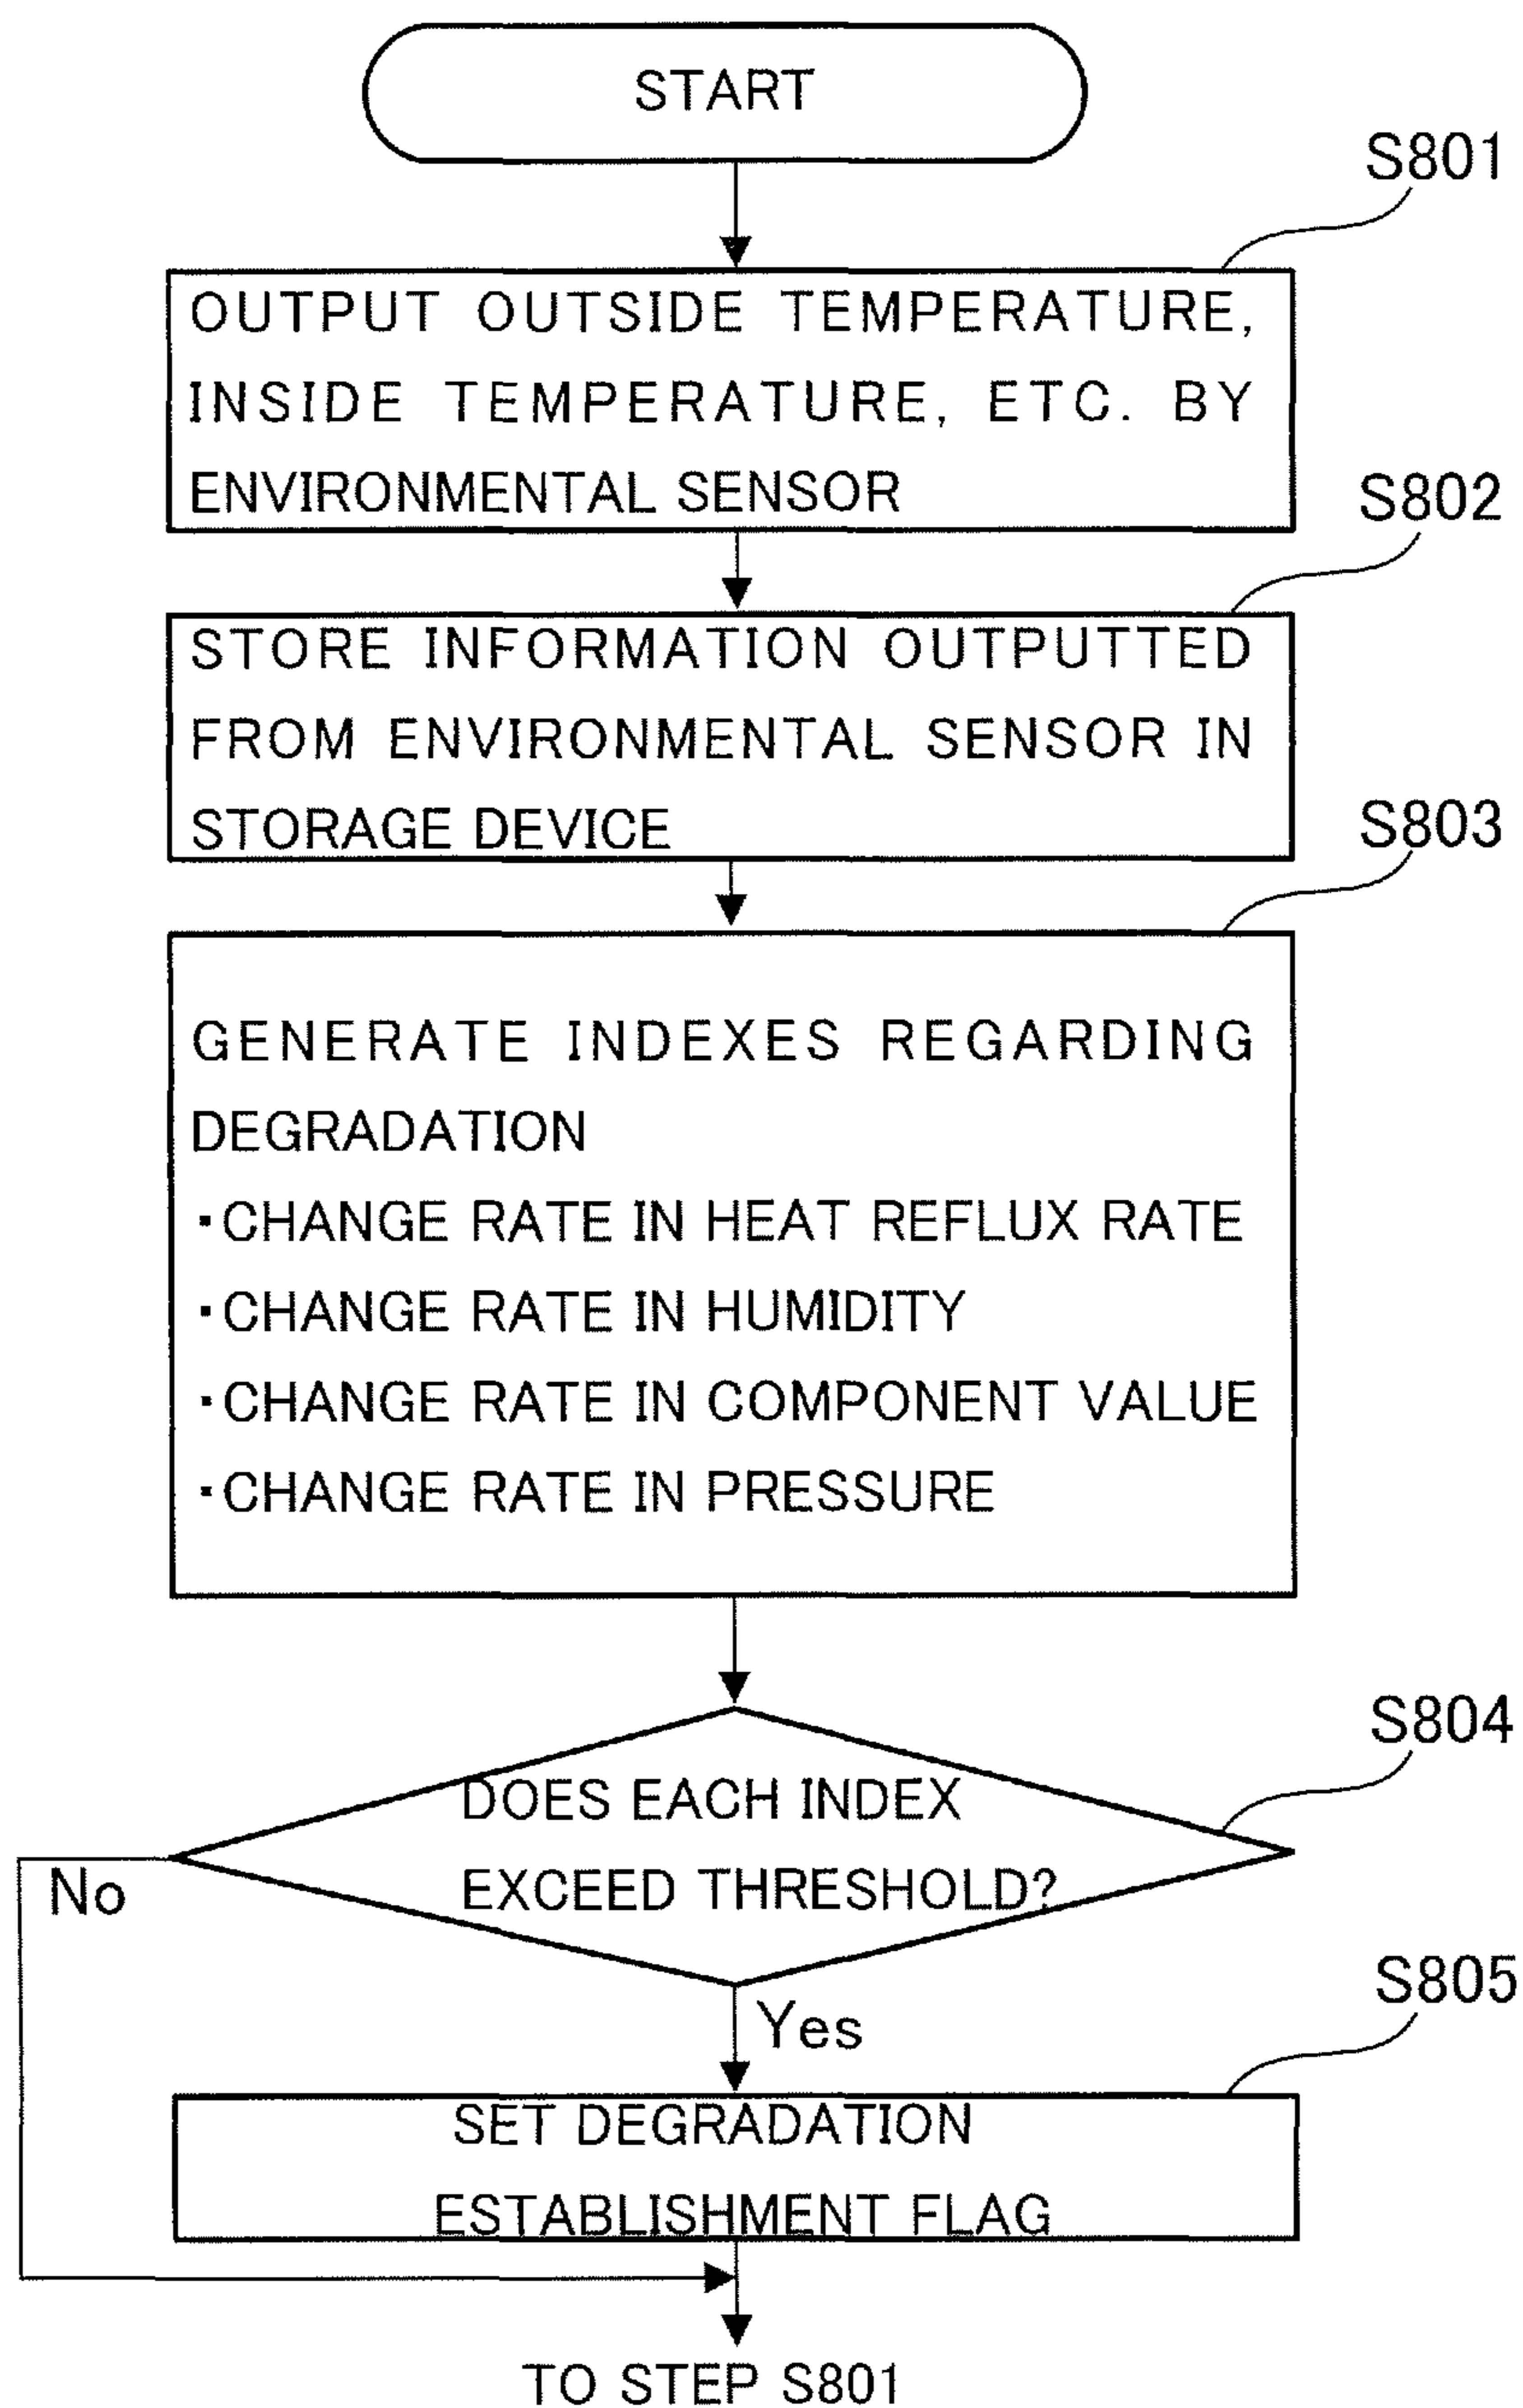 START
S801
OUTPUT OUTSIDE TEMPERATURE,
INSIDE TEMPERATURE, ETC. BY
ENVIRONMENTAL SENSOR
S802
STORE INFORMATION OUTPUTTED
FROM ENVIRONMENTAL SENSOR IN
STORAGE DEVICE
S803
GENERATE INDEXES REGARDING
DEGRADATION
・CHANGE RATE IN HEAT REFLUX RATE
・CHANGE RATE IN HUMIDITY
・CHANGE RATE IN COMPONENT VALUE
・CHANGE RATE IN PRESSURE
S804
DOES EACH INDEX
EXCEED THRESHOLD?
No
Yes
S805
SET DEGRADATION
ESTABLISHMENT FLAG
TO STEP S801